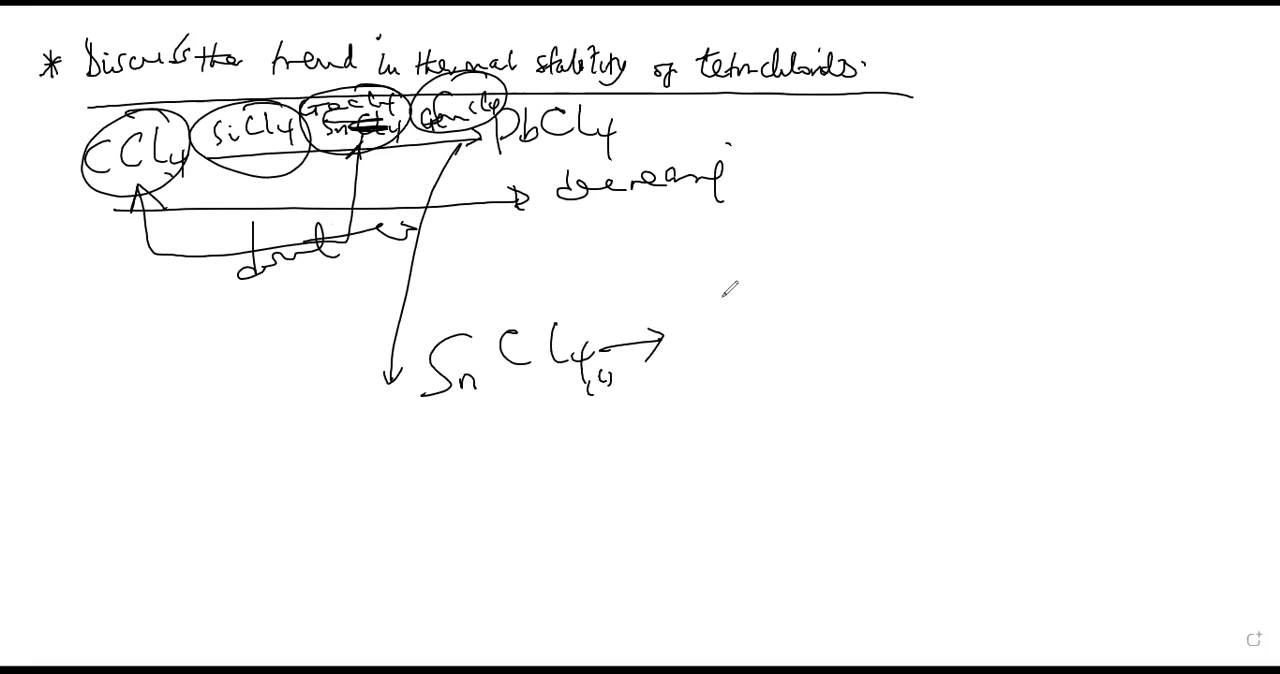 * Discuss the trend in thermal stability of tetrachlorides.
CCl4 SiCl4 GeCl4 SnCl4 PbCl4
decreasing
SnCl4(l) →